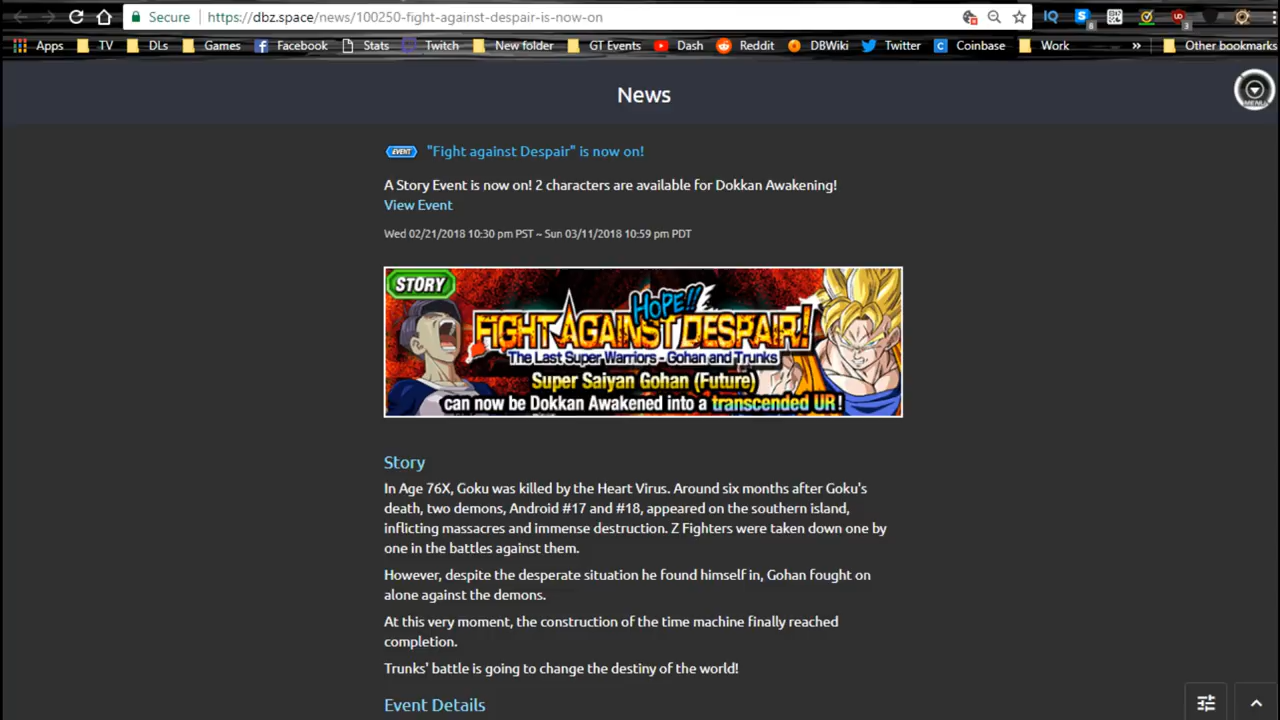 Secure https://dbz.space/news/100250-fight-against-despair-is-now-on
Apps TV DLs Games Facebook Stats Twitch New folder GT Events Dash Reddit DBWiki Twitter Coinbase Work » Other bookmarks
News
MENU
EVENT "Fight against Despair" is now on!
A Story Event is now on! 2 characters are available for Dokkan Awakening!
View Event
Wed 02/21/2018 10:30 pm PST ~ Sun 03/11/2018 10:59 pm PDT
STORY
HOPE!!
FIGHT AGAINST DESPAIR!
The Last Super Warriors - Gohan and Trunks
Super Saiyan Gohan (Future)
can now be Dokkan Awakened into a transcended UR!
Story
In Age 76X, Goku was killed by the Heart Virus. Around six months after Goku's
death, two demons, Android #17 and #18, appeared on the southern island,
inflicting massacres and immense destruction. Z Fighters were taken down one by
one in the battles against them.
However, despite the desperate situation he found himself in, Gohan fought on
alone against the demons.
At this very moment, the construction of the time machine finally reached
completion.
Trunks' battle is going to change the destiny of the world!
Event Details